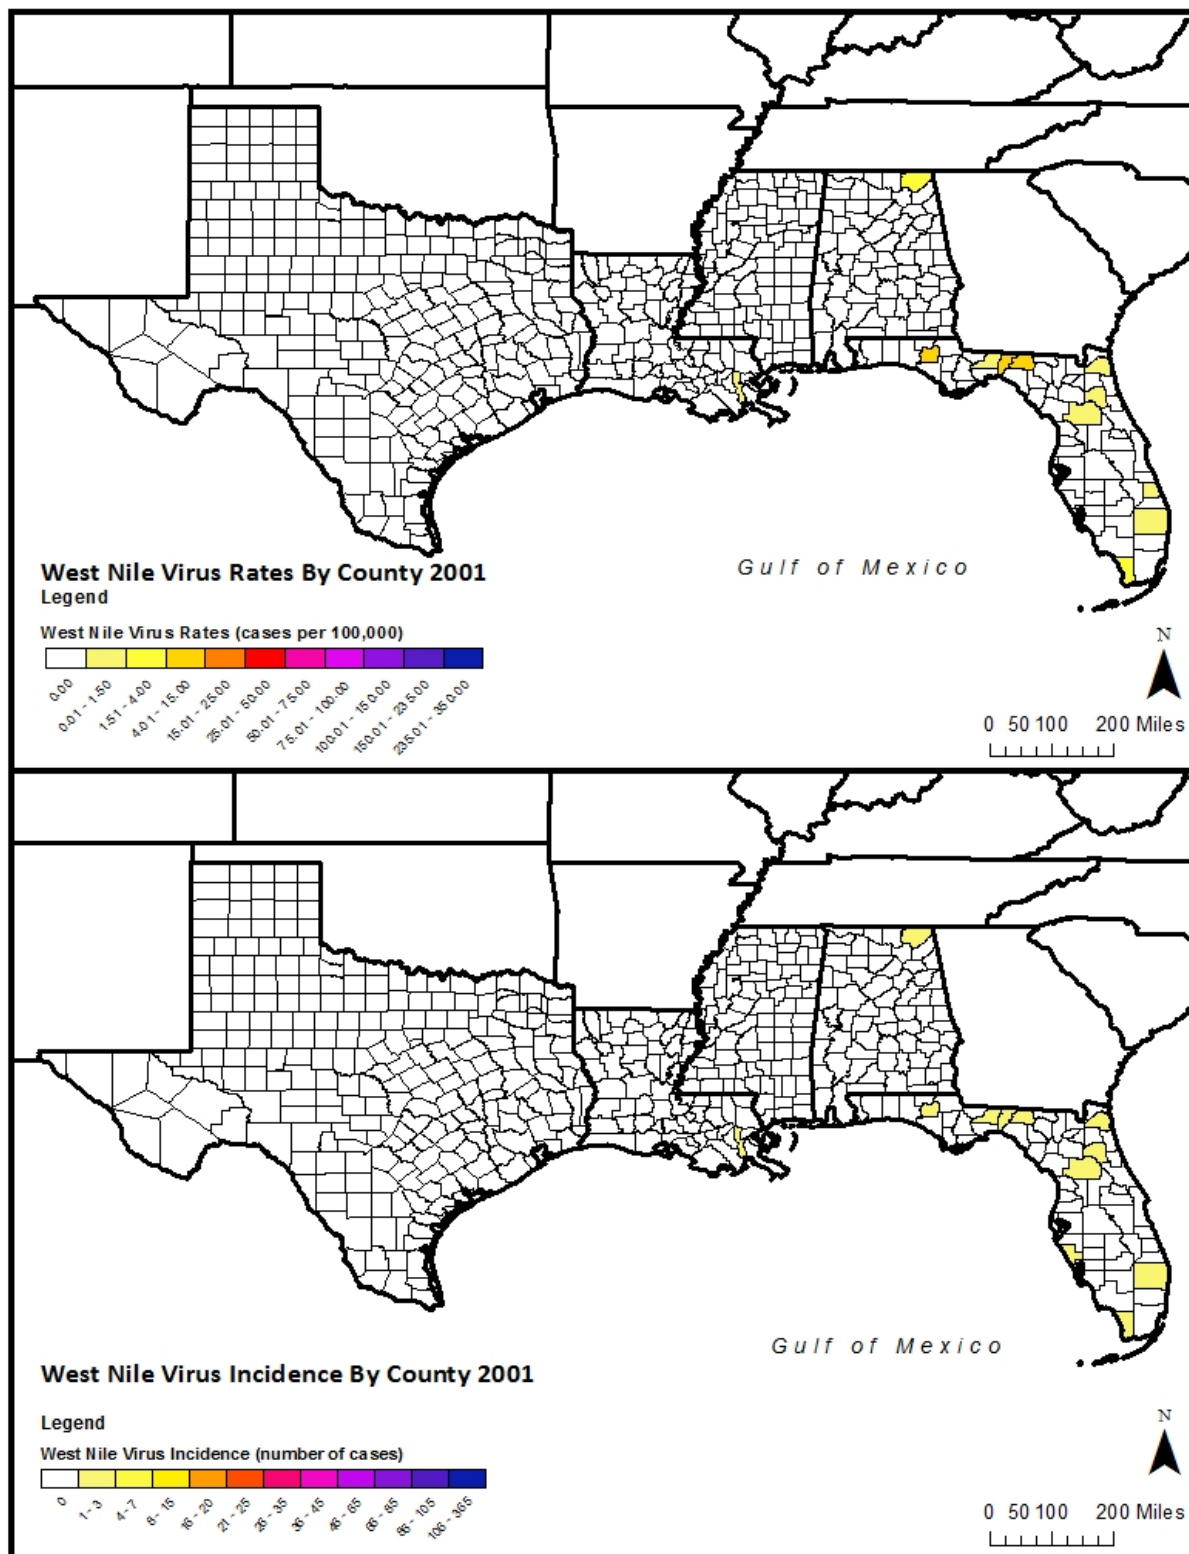 Gulf of Mexico
West Nile Virus Rates By County 2001
Legend
West Nile Virus Rates (cases per 100,000)
0.00
0.01 - 1.50
1.51 - 4.00
4.01 - 15.00
15.01 - 25.00
25.01 - 50.00
50.01 - 75.00
75.01 - 100.00
100.01 - 150.00
150.01 - 235.00
235.01 - 350.00
N
0 50 100 200 Miles
Gulf of Mexico
West Nile Virus Incidence By County 2001
Legend
West Nile Virus Incidence (number of cases)
0
1 - 3
4 - 7
8 - 15
16 - 20
21 - 25
26 - 35
36 - 45
46 - 65
66 - 85
86 - 105
106 - 365
N
0 50 100 200 Miles